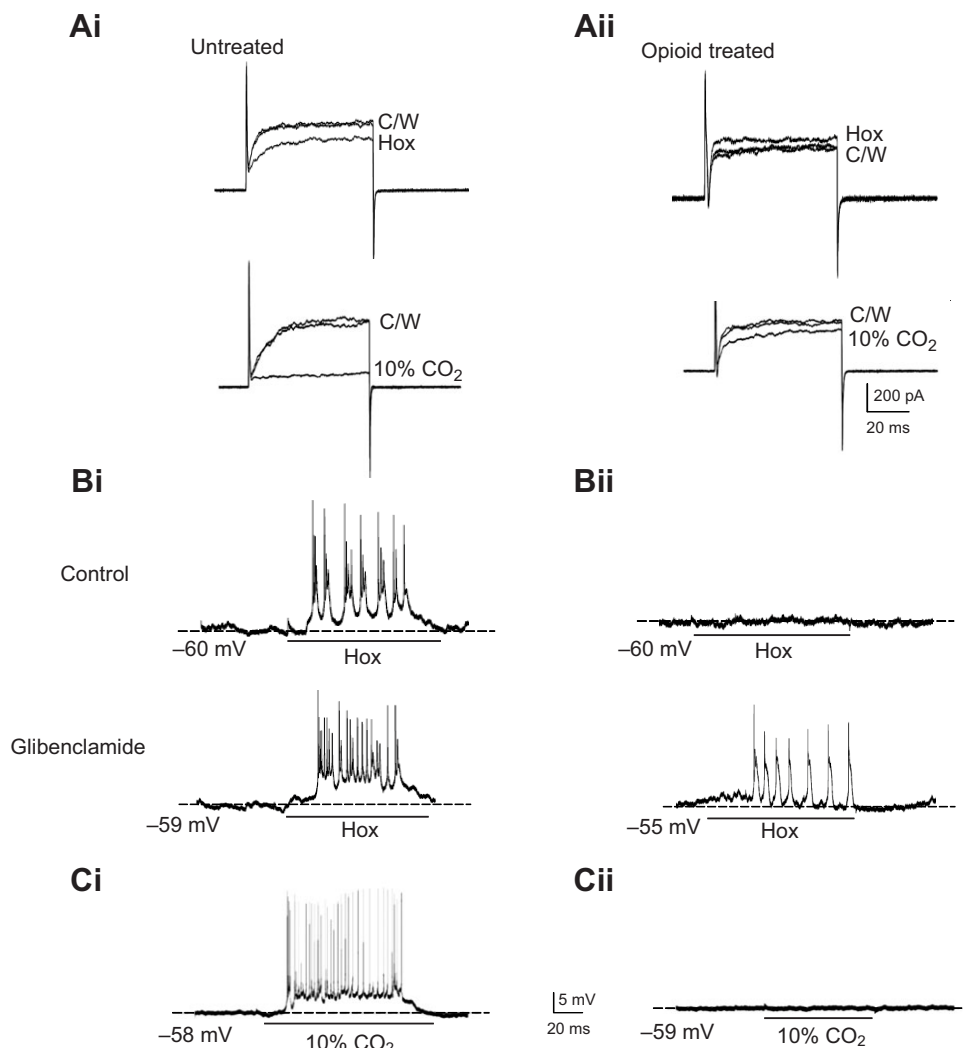 Ai
Aii
Untreated
Opioid treated
C/W
Hox
Hox
C/W
C/W
10% CO₂
C/W
10% CO₂
200 pA
20 ms
Bi
Bii
Control
–60 mV
Hox
–60 mV
Hox
Glibenclamide
–59 mV
Hox
–55 mV
Hox
Ci
Cii
–58 mV
10% CO₂
5 mV
20 ms
–59 mV
10% CO₂